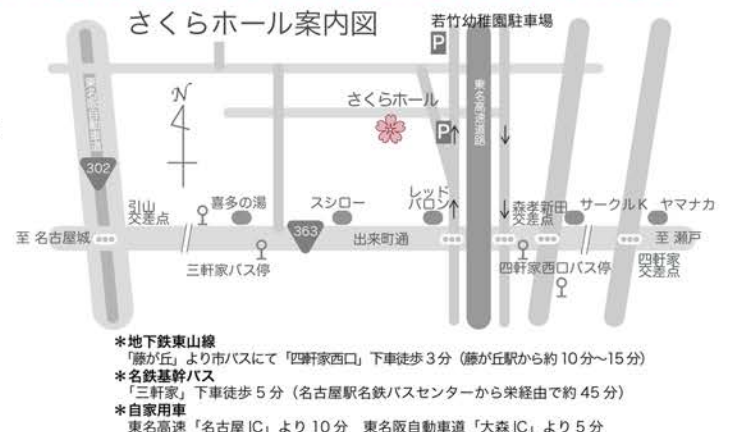 さくらホール案内図
若竹幼稚園駐車場
P
N
東名阪自動車道
東名高速道路
さくらホール
P
302
引山
交差点
喜多の湯
スシロー
レッド
バロン
森孝新田
交差点
サークルK
ヤマナカ
至 名古屋城
363
出来町通
至 瀬戸
三軒家バス停
四軒家西口バス停
四軒家
交差点
＊地下鉄東山線
「藤が丘」より市バスにて「四軒家西口」下車徒歩3分（藤が丘駅から約10分〜15分）
＊名鉄基幹バス
「三軒家」下車徒歩5分（名古屋駅名鉄バスセンターから栄経由で約45分）
＊自家用車
東名高速「名古屋IC」より10分　東名阪自動車道「大森IC」より5分